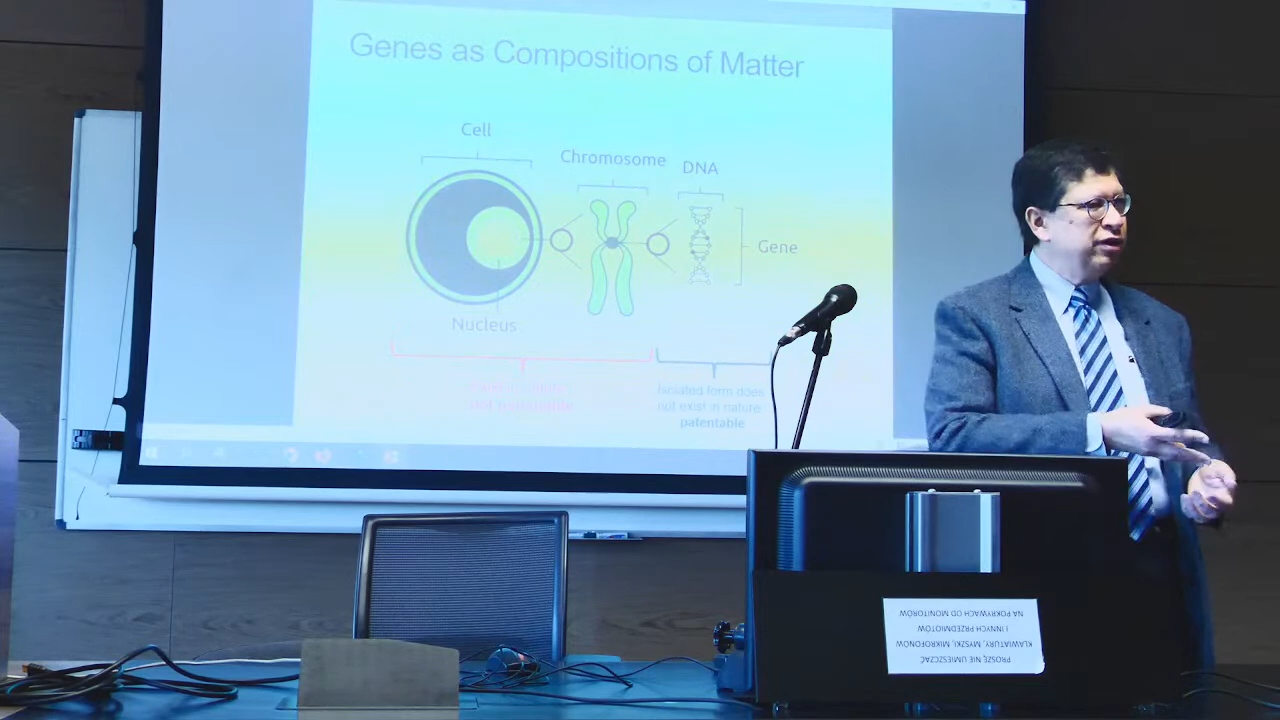 Genes as Compositions of Matter
Cell
Chromosome
DNA
Gene
Nucleus
Isolated form does
not exist in nature
patentable
PROSZĘ NIE UMIESZCZAĆ
KLAWIATURY, MYSZKI, MIKROFONÓW
I INNYCH PRZEDMIOTÓW
NA POKRYWACH OD MONITORÓW